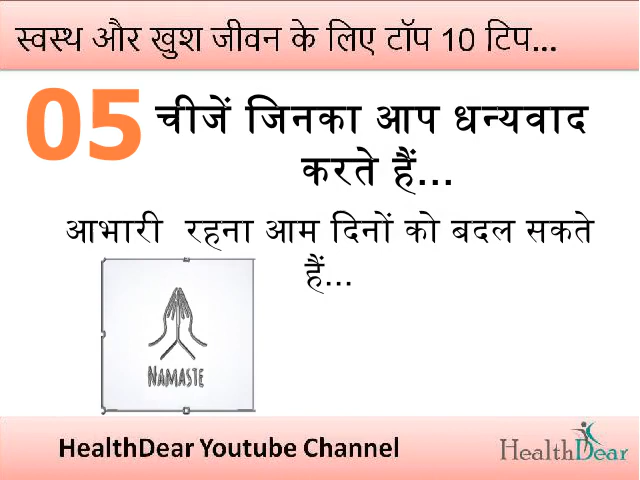 स्वस्थ और खुश जीवन के लिए टॉप 10 टिप...
05 चीजें जिनका आप धन्यवाद
करते हैं...
आभारी रहना आम दिनों को बदल सकते
हैं...
NAMASTE
HealthDear Youtube Channel
HealthDear